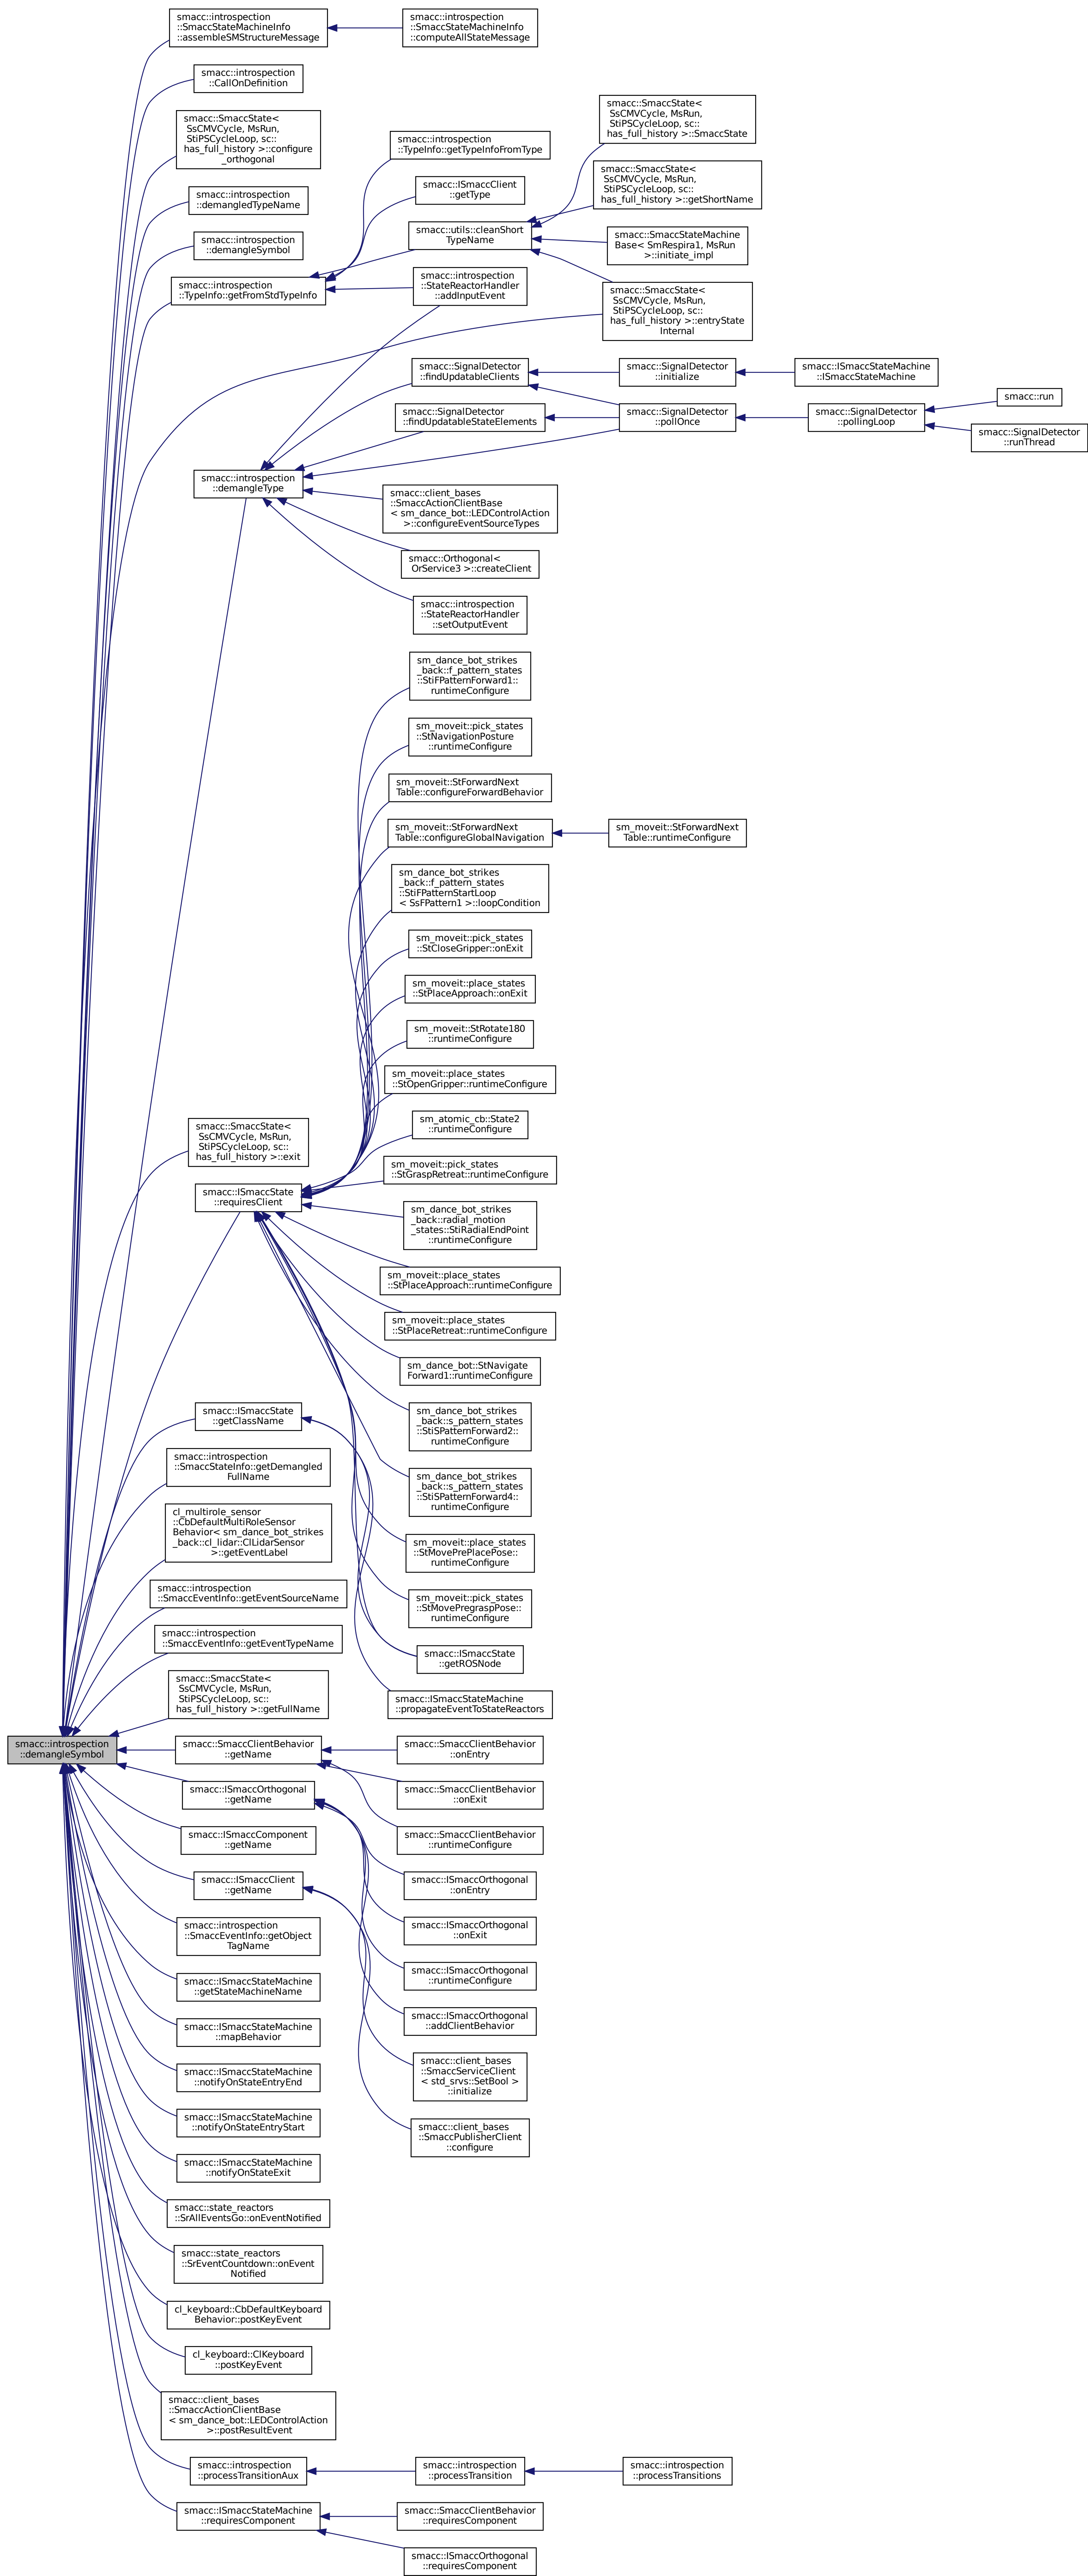 smacc::introspection
::SmaccStateMachineInfo
::assembleSMStructureMessage
smacc::introspection
::SmaccStateMachineInfo
::computeAllStateMessage
smacc::introspection
::CallOnDefinition
smacc::SmaccState<
SsCMVCycle, MsRun,
StiPSCycleLoop, sc::
has_full_history >::configure
_orthogonal
smacc::introspection
::demangledTypeName
smacc::introspection
::demangleSymbol
smacc::introspection
::TypeInfo::getFromStdTypeInfo
smacc::introspection
::TypeInfo::getTypeInfoFromType
smacc::ISmaccClient
::getType
smacc::utils::cleanShort
TypeName
smacc::introspection
::StateReactorHandler
::addInputEvent
smacc::SmaccState<
SsCMVCycle, MsRun,
StiPSCycleLoop, sc::
has_full_history >::SmaccState
smacc::SmaccState<
SsCMVCycle, MsRun,
StiPSCycleLoop, sc::
has_full_history >::getShortName
smacc::SmaccStateMachine
Base< SmRespira1, MsRun
>::initiate_impl
smacc::SmaccState<
SsCMVCycle, MsRun,
StiPSCycleLoop, sc::
has_full_history >::entryState
Internal
smacc::SignalDetector
::findUpdatableClients
smacc::SignalDetector
::initialize
smacc::ISmaccStateMachine
::ISmaccStateMachine
smacc::SignalDetector
::findUpdatableStateElements
smacc::SignalDetector
::pollOnce
smacc::SignalDetector
::pollingLoop
smacc::run
smacc::SignalDetector
::runThread
smacc::introspection
::demangleType
smacc::client_bases
::SmaccActionClientBase
< sm_dance_bot::LEDControlAction
>::configureEventSourceTypes
smacc::Orthogonal<
OrService3 >::createClient
smacc::introspection
::StateReactorHandler
::setOutputEvent
sm_dance_bot_strikes
_back::f_pattern_states
::StiFPatternForward1::
runtimeConfigure
sm_moveit::pick_states
::StNavigationPosture
::runtimeConfigure
sm_moveit::StForwardNext
Table::configureForwardBehavior
sm_moveit::StForwardNext
Table::configureGlobalNavigation
sm_moveit::StForwardNext
Table::runtimeConfigure
sm_dance_bot_strikes
_back::f_pattern_states
::StiFPatternStartLoop
< SsFPattern1 >::loopCondition
sm_moveit::pick_states
::StCloseGripper::onExit
sm_moveit::place_states
::StPlaceApproach::onExit
sm_moveit::StRotate180
::runtimeConfigure
sm_moveit::place_states
::StOpenGripper::runtimeConfigure
sm_atomic_cb::State2
::runtimeConfigure
smacc::SmaccState<
SsCMVCycle, MsRun,
StiPSCycleLoop, sc::
has_full_history >::exit
sm_moveit::pick_states
::StGraspRetreat::runtimeConfigure
smacc::ISmaccState
::requiresClient
sm_dance_bot_strikes
_back::radial_motion
_states::StiRadialEndPoint
::runtimeConfigure
sm_moveit::place_states
::StPlaceApproach::runtimeConfigure
sm_moveit::place_states
::StPlaceRetreat::runtimeConfigure
sm_dance_bot::StNavigate
Forward1::runtimeConfigure
smacc::ISmaccState
::getClassName
sm_dance_bot_strikes
_back::s_pattern_states
::StiSPatternForward2::
runtimeConfigure
smacc::introspection
::SmaccStateInfo::getDemangled
FullName
sm_dance_bot_strikes
_back::s_pattern_states
::StiSPatternForward4::
runtimeConfigure
cl_multirole_sensor
::CbDefaultMultiRoleSensor
Behavior< sm_dance_bot_strikes
_back::cl_lidar::ClLidarSensor
>::getEventLabel
sm_moveit::place_states
::StMovePrePlacePose::
runtimeConfigure
smacc::introspection
::SmaccEventInfo::getEventSourceName
sm_moveit::pick_states
::StMovePregraspPose::
runtimeConfigure
smacc::introspection
::SmaccEventInfo::getEventTypeName
smacc::ISmaccState
::getROSNode
smacc::SmaccState<
SsCMVCycle, MsRun,
StiPSCycleLoop, sc::
has_full_history >::getFullName
smacc::ISmaccStateMachine
::propagateEventToStateReactors
smacc::introspection
::demangleSymbol
smacc::SmaccClientBehavior
::getName
smacc::SmaccClientBehavior
::onEntry
smacc::ISmaccOrthogonal
::getName
smacc::SmaccClientBehavior
::onExit
smacc::ISmaccComponent
::getName
smacc::SmaccClientBehavior
::runtimeConfigure
smacc::ISmaccClient
::getName
smacc::ISmaccOrthogonal
::onEntry
smacc::introspection
::SmaccEventInfo::getObject
TagName
smacc::ISmaccOrthogonal
::onExit
smacc::ISmaccStateMachine
::getStateMachineName
smacc::ISmaccOrthogonal
::runtimeConfigure
smacc::ISmaccStateMachine
::mapBehavior
smacc::ISmaccOrthogonal
::addClientBehavior
smacc::ISmaccStateMachine
::notifyOnStateEntryEnd
smacc::client_bases
::SmaccServiceClient
< std_srvs::SetBool >
::initialize
smacc::ISmaccStateMachine
::notifyOnStateEntryStart
smacc::client_bases
::SmaccPublisherClient
::configure
smacc::ISmaccStateMachine
::notifyOnStateExit
smacc::state_reactors
::SrAllEventsGo::onEventNotified
smacc::state_reactors
::SrEventCountdown::onEvent
Notified
cl_keyboard::CbDefaultKeyboard
Behavior::postKeyEvent
cl_keyboard::ClKeyboard
::postKeyEvent
smacc::client_bases
::SmaccActionClientBase
< sm_dance_bot::LEDControlAction
>::postResultEvent
smacc::introspection
::processTransitionAux
smacc::introspection
::processTransition
smacc::introspection
::processTransitions
smacc::ISmaccStateMachine
::requiresComponent
smacc::SmaccClientBehavior
::requiresComponent
smacc::ISmaccOrthogonal
::requiresComponent